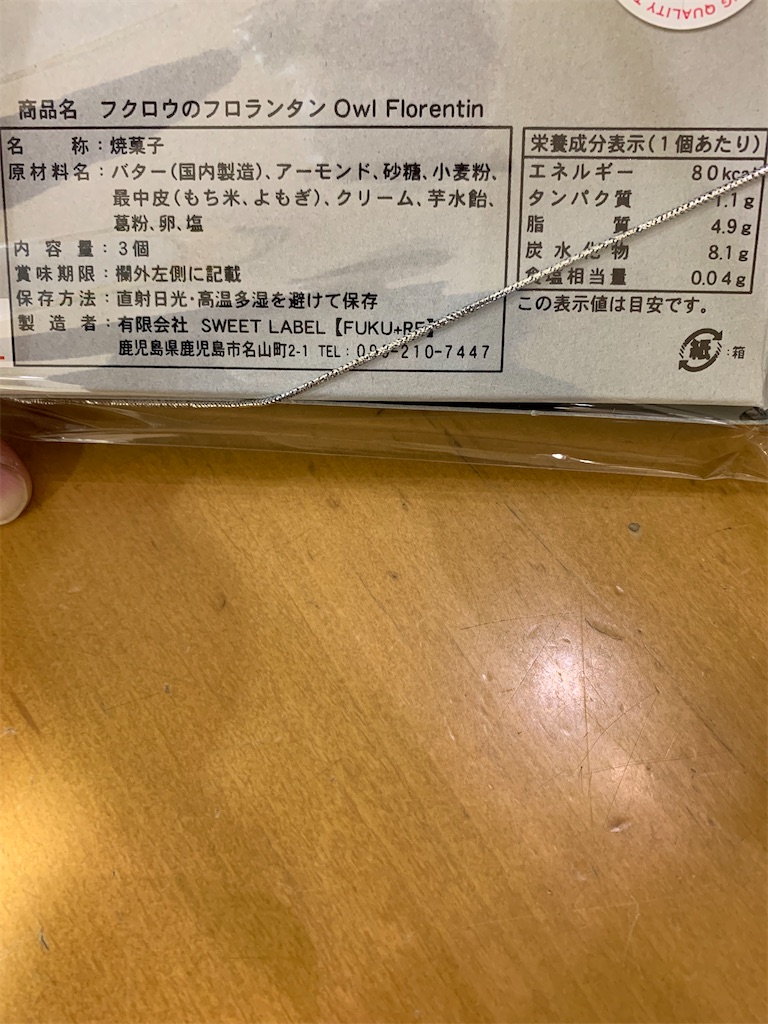 QUALITY
商品名 フクロウのフロランタン Owl Florentin
名称:焼菓子
原材料名:バター(国内製造)、アーモンド、砂糖、小麦粉、
最中皮(もち米、よもぎ)、クリーム、芋水飴、
葛粉、卵、塩
内容量:3個
賞味期限:欄外左側に記載
保存方法:直射日光・高温多湿を避けて保存
製造者:有限会社 SWEET LABEL【FUKU+RE】
鹿児島県鹿児島市名山町2-1 TEL:099-210-7447
栄養成分表示(1個あたり)
エネルギー 80kcal
タンパク質 1.1g
脂質 4.9g
炭水化物 8.1g
食塩相当量 0.04g
この表示値は目安です。
紙:箱